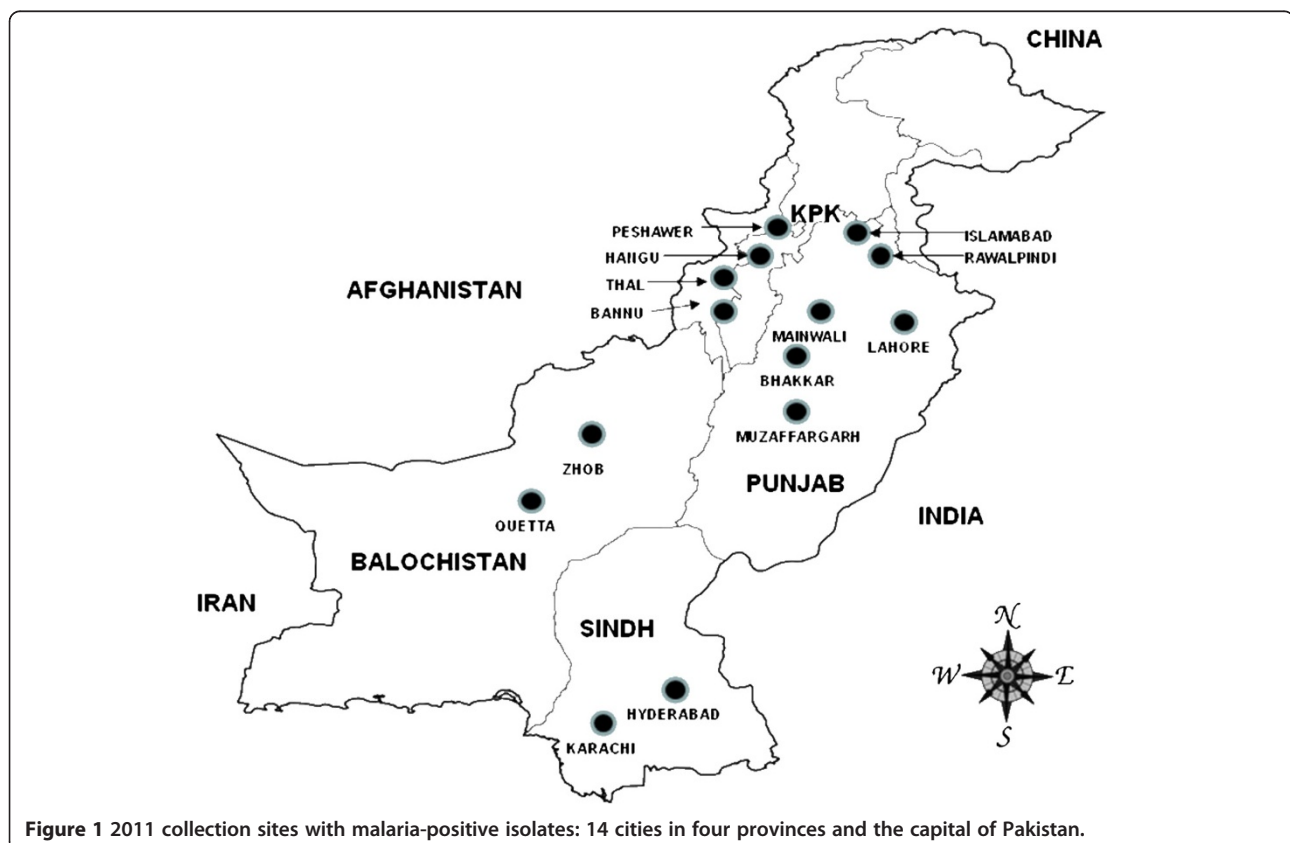 CHINA
KPK
PESHAWER
ISLAMABAD
HANGU
RAWALPINDI
THAL
AFGHANISTAN
BANNU
MAINWALI
LAHORE
BHAKKAR
MUZAFFARGARH
ZHOB
PUNJAB
INDIA
QUETTA
BALOCHISTAN
IRAN
SINDH
N
W
E
S
HYDERABAD
KARACHI
Figure 1 2011 collection sites with malaria-positive isolates: 14 cities in four provinces and the capital of Pakistan.